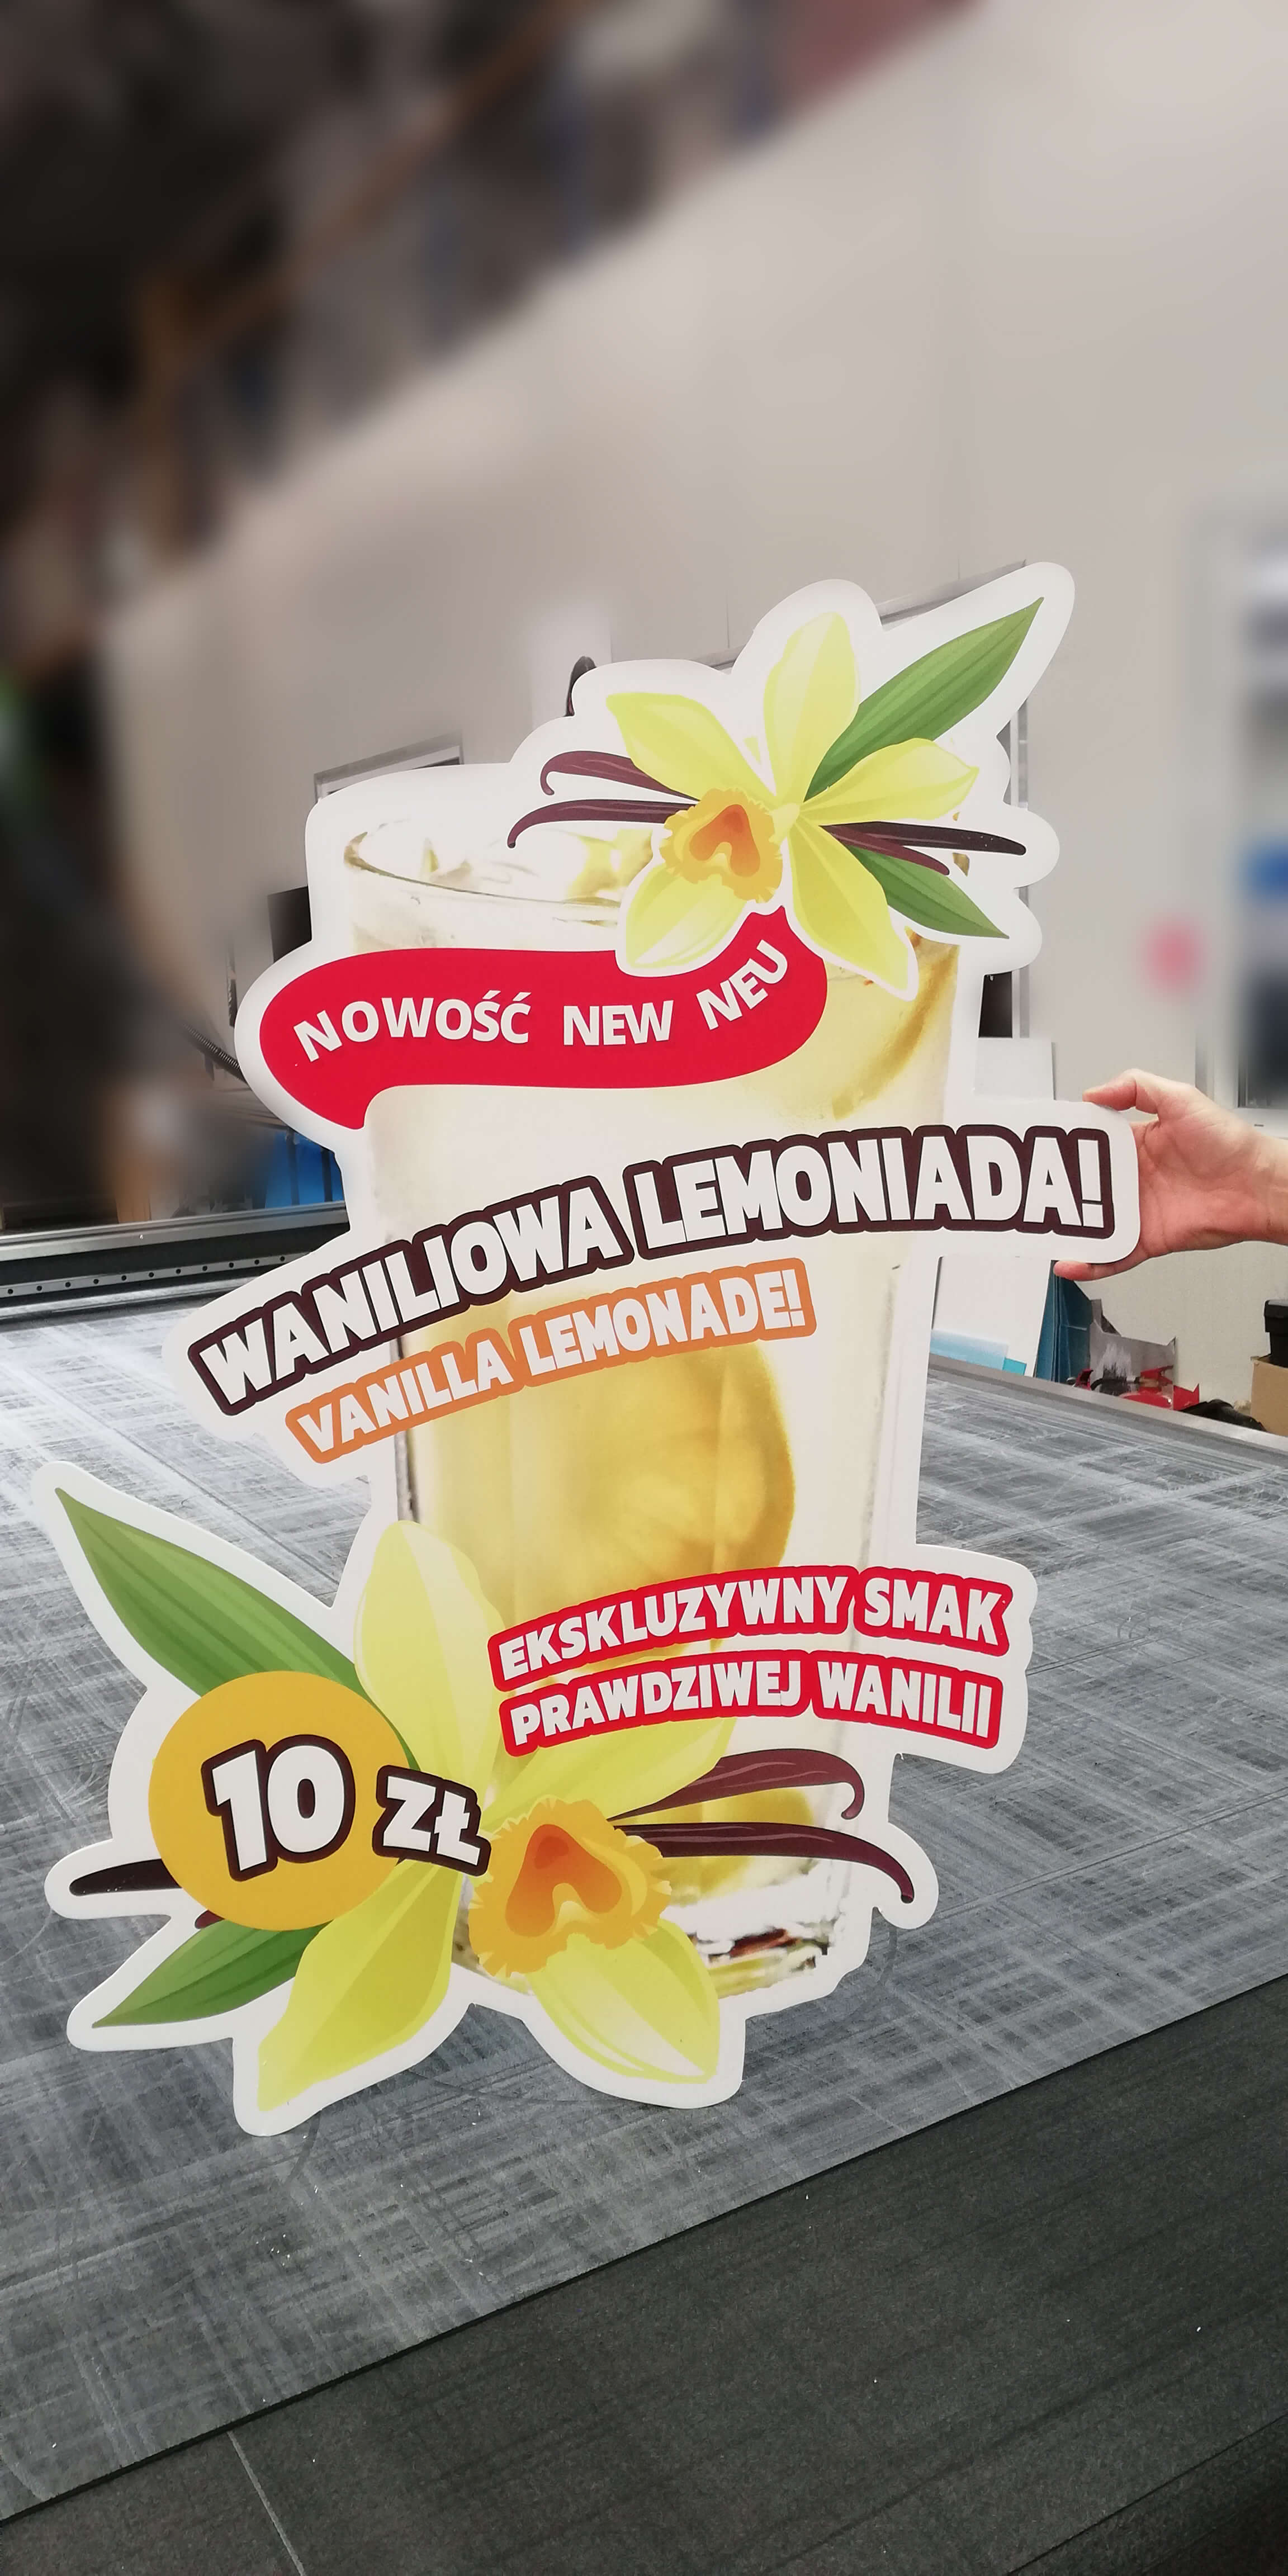 NOWOŚĆ NEW NEU
WANILIOWA LEMONIADA!
VANILLA LEMONADE!
EKSKLUZYWNY SMAK
PRAWDZIWEJ WANILII
10 ZŁ